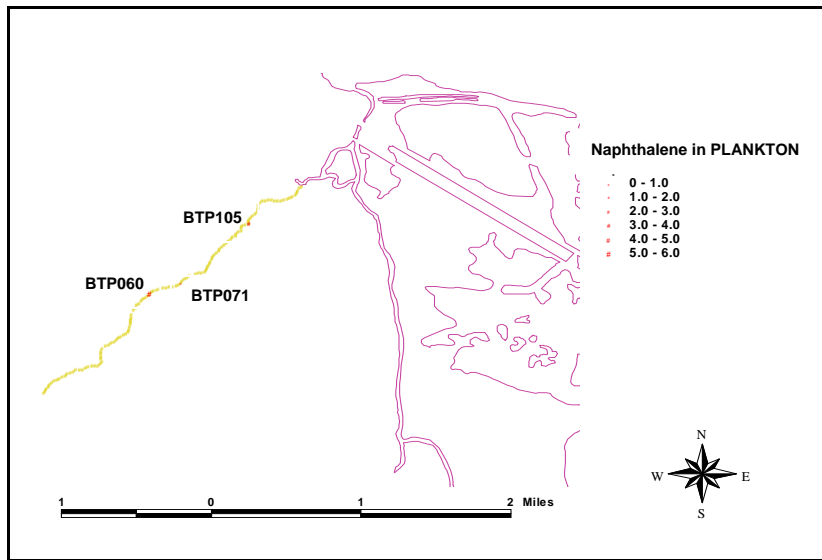 Naphthalene in PLANKTON
0 - 1.0
1.0 - 2.0
2.0 - 3.0
3.0 - 4.0
4.0 - 5.0
5.0 - 6.0
BTP105
BTP060
BTP071
N
W E
S
1 0 1 2 Miles